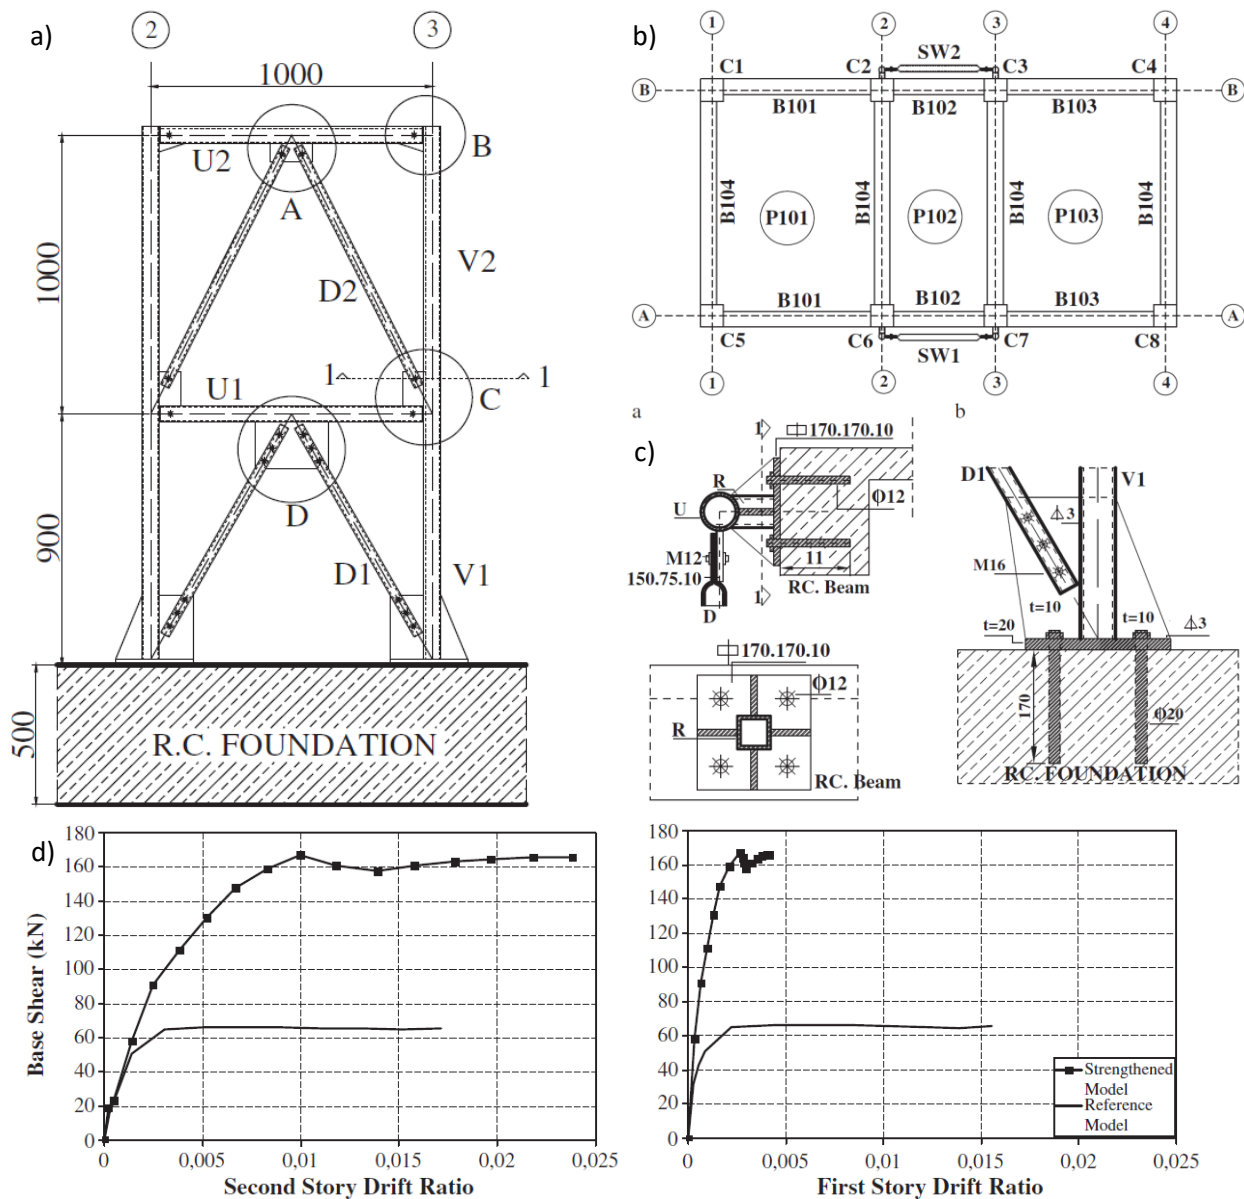 a)
2
3
1000
U2
A
B
1000
V2
D2
1
1
U1
C
900
D
D1
V1
500
R.C. FOUNDATION
b)
1
2
3
4
SW2
C1
C2
C3
C4
B
B
B101
B102
B103
B104
B104
B104
B104
P101
P102
P103
B101
B102
B103
A
A
C5
C6
C7
C8
SW1
1
2
3
4
a
b
c)
1
170.170.10
R
U
Φ12
M12
11
150.75.10
RC. Beam
1
D
170.170.10
Φ12
R
RC. Beam
D1
V1
3
M16
t=10
t=10
t=20
3
170
Φ20
RC. FOUNDATION
d)
180
160
140
120
100
80
60
40
20
0
Base Shear (kN)
0
0,005
0,01
0,015
0,02
0,025
Second Story Drift Ratio
180
160
140
120
100
80
60
40
20
0
Strengthened
Model
Reference
Model
0
0,005
0,01
0,015
0,02
0,025
First Story Drift Ratio